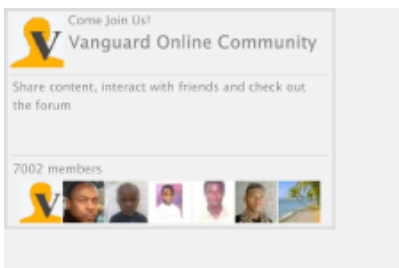 Come Join Us!
Vanguard Online Community
Share content, interact with friends and check out
the forum
7002 members